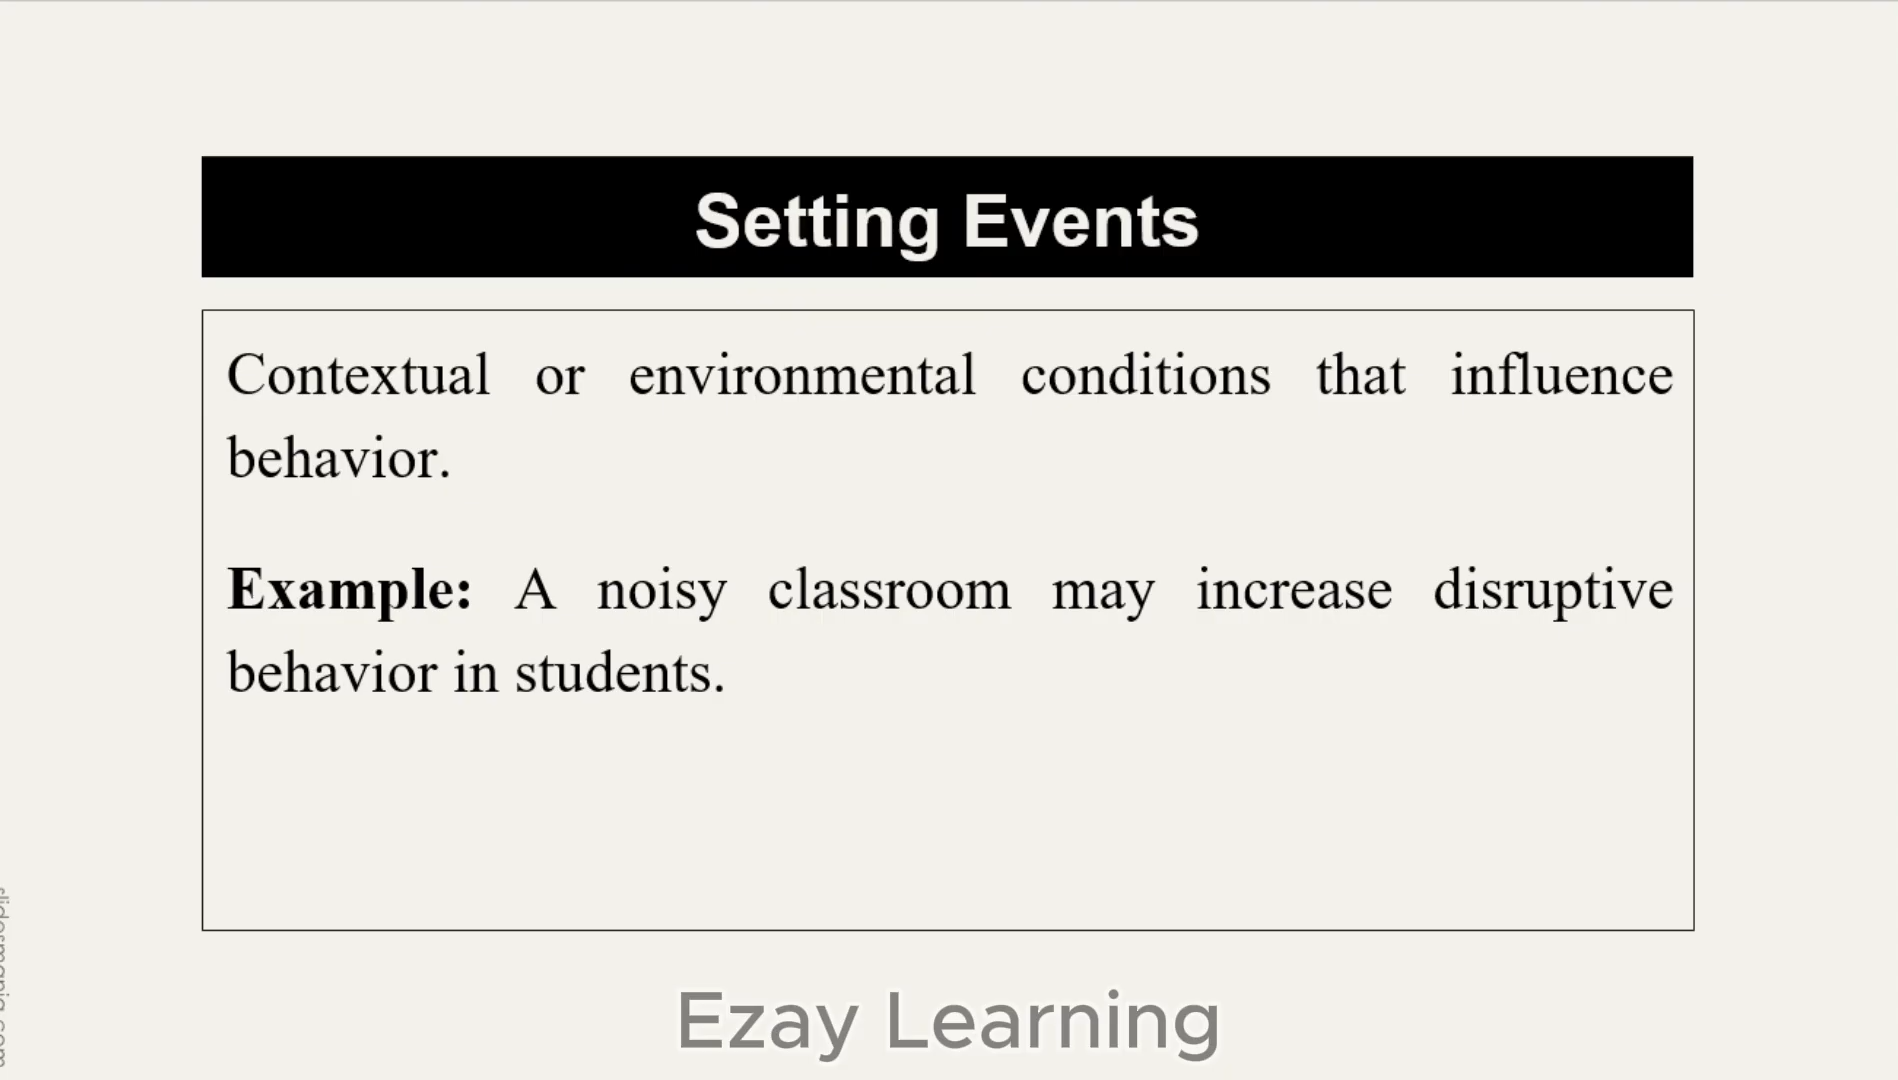 Setting Events
Contextual or environmental conditions that influence
behavior.
Example: A noisy classroom may increase disruptive
behavior in students.
Ezay Learning